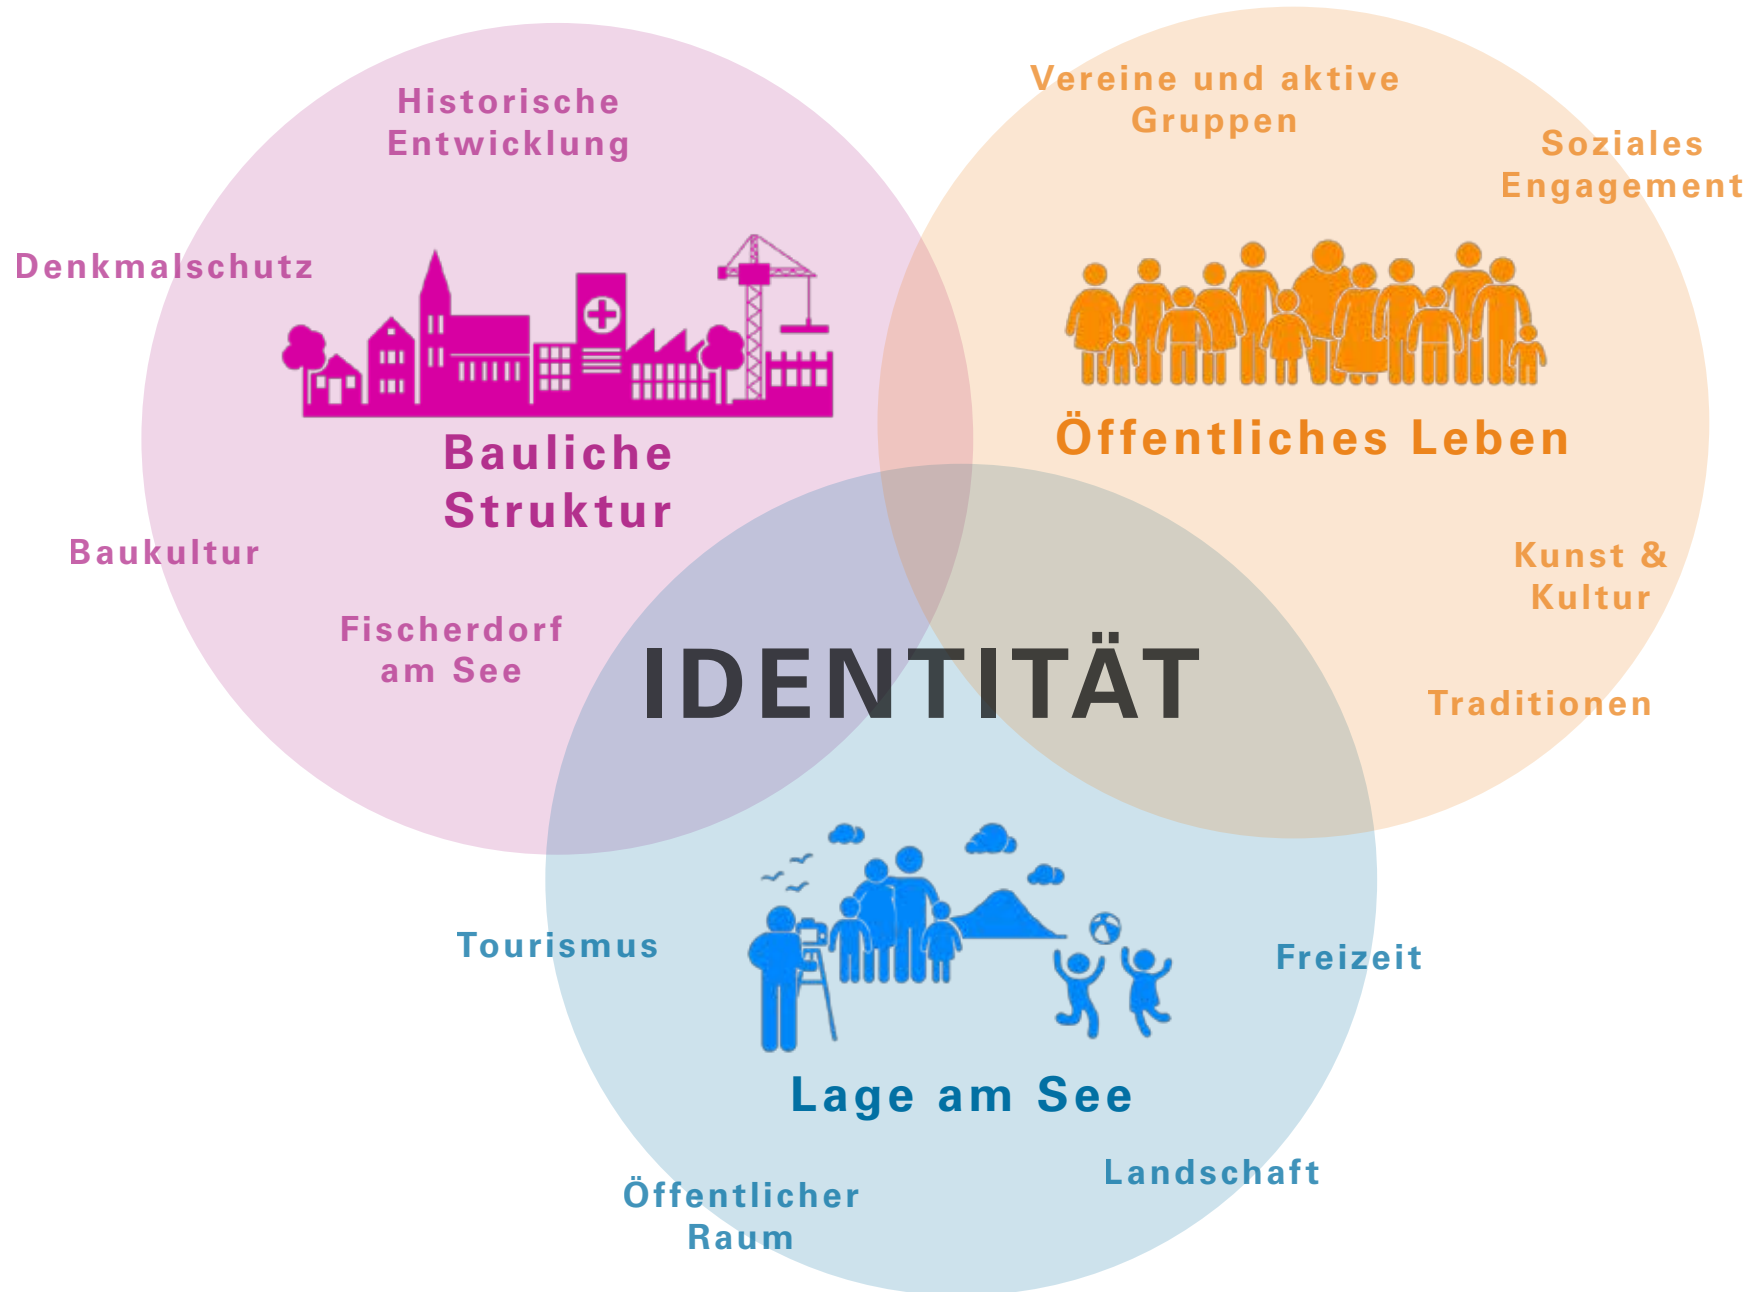 Historische
Entwicklung
Denkmalschutz
Bauliche
Struktur
Baukultur
Fischerdorf
am See
Vereine und aktive
Gruppen
Soziales
Engagement
Öffentliches Leben
Kunst &
Kultur
Traditionen
IDENTITÄT
Tourismus
Freizeit
Lage am See
Landschaft
Öffentlicher
Raum